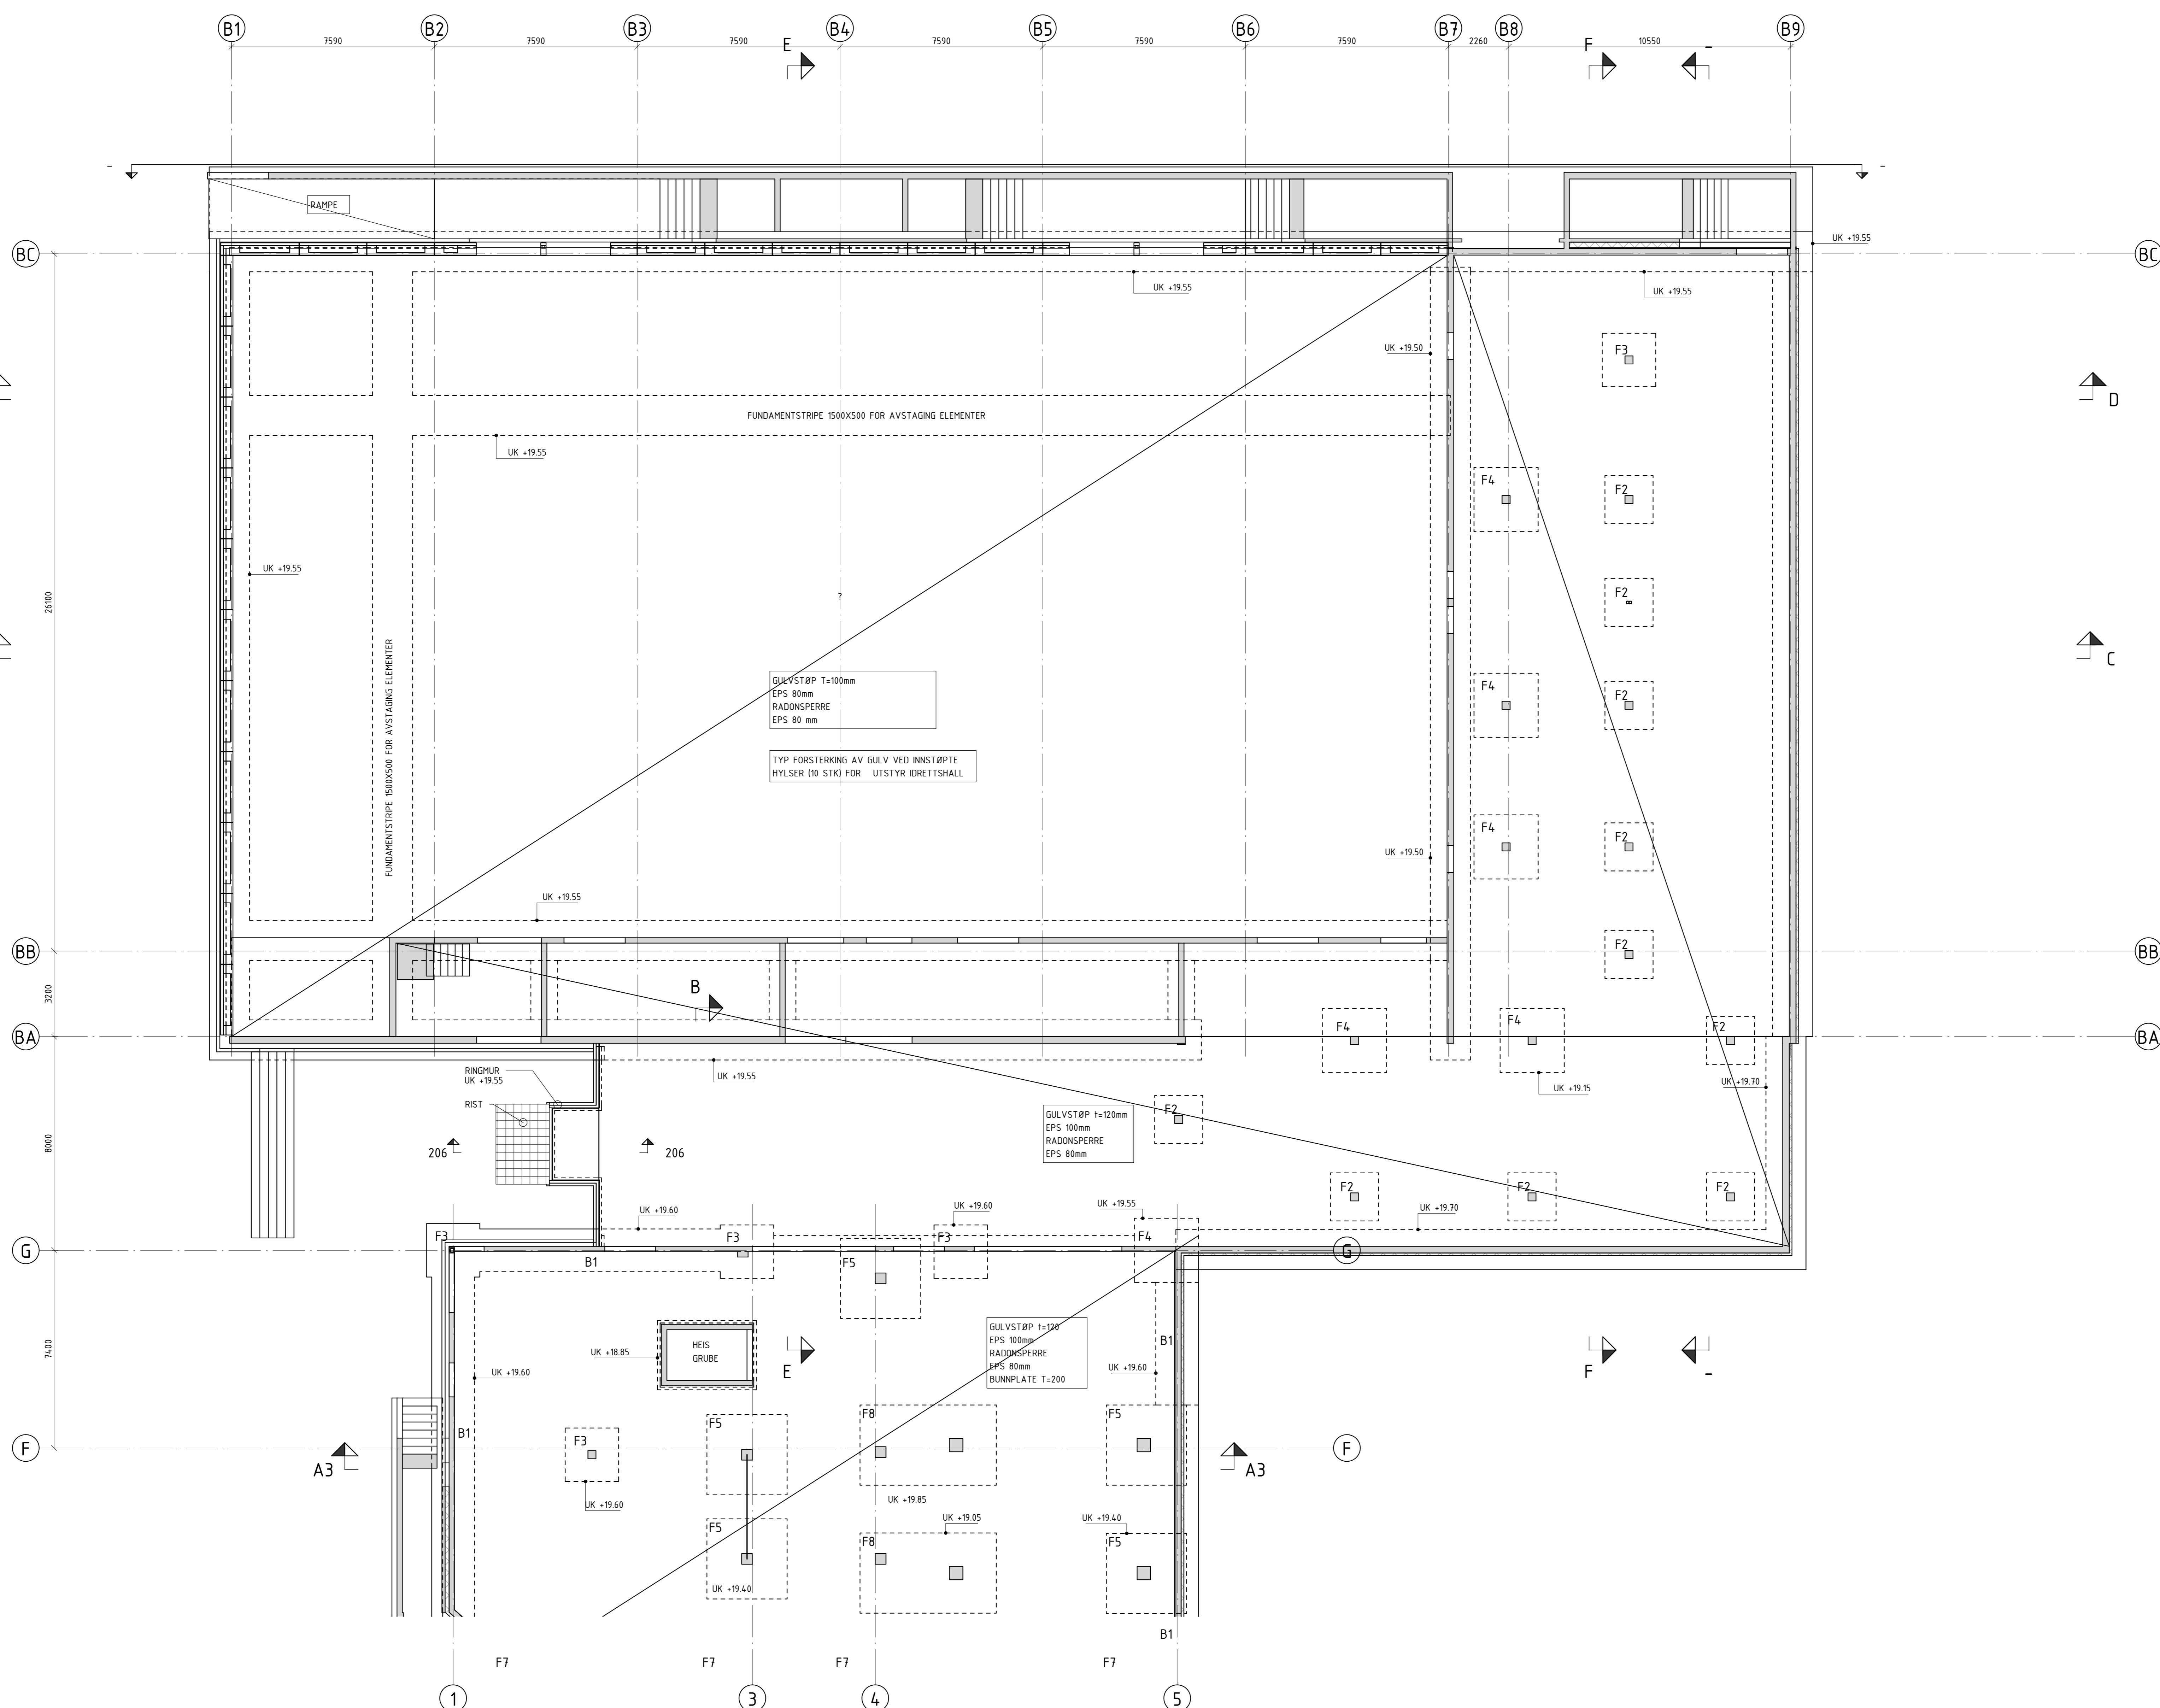 B1 B2 B3 B4 B5 B6 B7 B8 B9
7590 7590 7590 7590 7590 7590 2260 10550
E F -
- -
RAMPE
UK +19.55
BC BC
UK +19.55 UK +19.55
UK +19.50
F3
D
FUNDAMENTSTRIPE 1500X500 FOR AVSTAGING ELEMENTER
UK +19.55
F4 F2
UK +19.55
?
F2
26100
FUNDAMENTSTRIPE 1500X500 FOR AVSTAGING ELEMENTER
C
GULVSTØP T=100mm
EPS 80mm
RADONSPERRE
EPS 80 mm
F4 F2
TYP FORSTERKING AV GULV VED INNSTØPTE
HYLSER (10 STK) FOR UTSTYR IDRETTSHALL
F4 F2
UK +19.50
UK +19.55
BB BB
F2
3200
B
BA BA
F4 F4 F2
RINGMUR
UK +19.55
RIST
UK +19.55
UK +19.15
UK +19.70
GULVSTØP t=120mm
EPS 100mm
RADONSPERRE
EPS 80mm
F2
8000
206 206
F2 F2 F2
UK +19.60 UK +19.60 UK +19.55 UK +19.70
G G
F3 F3 F3 F4
B1 F5
GULVSTØP t=120
EPS 100mm
RADONSPERRE
EPS 80mm
BUNNPLATE T=200
HEIS
GRUBE
7400
UK +18.85
UK +19.60
B1
UK +19.60
E F -
F5 F8 F5
B1
F3
F F
A3 A3
UK +19.60
UK +19.85
UK +19.05 UK +19.40
F5 F8 F5
UK +19.40
B1
F7 F7 F7 F7
1 3 4 5